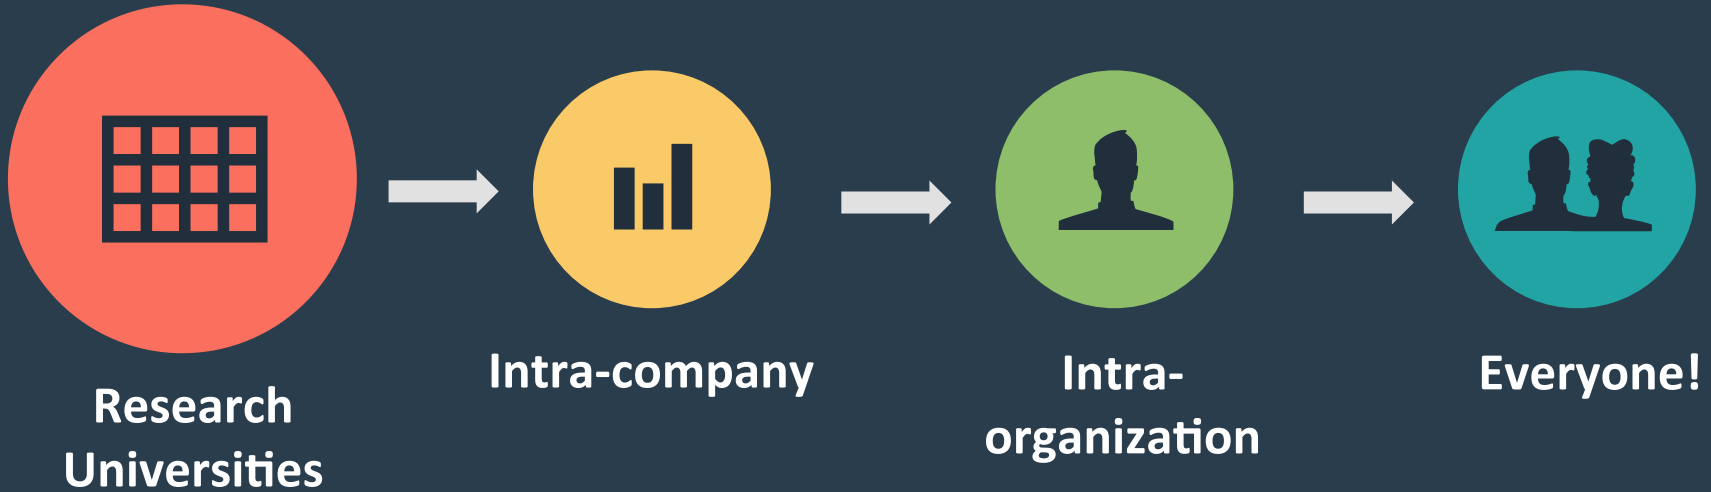 Research
Universities
Intra-company
Intra-
organization
Everyone!